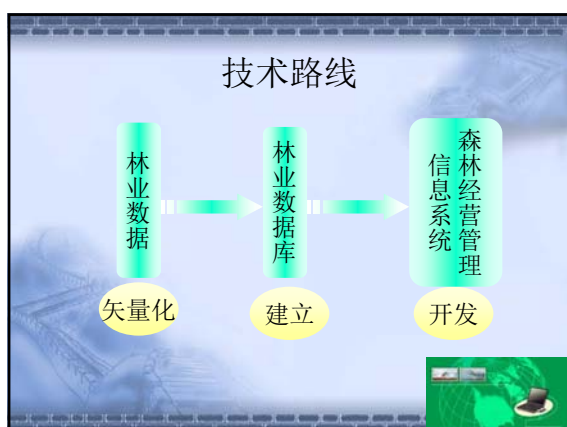 技术路线
林业数据
林业数据库
森林经营管理
信息系统
矢量化
建立
开发